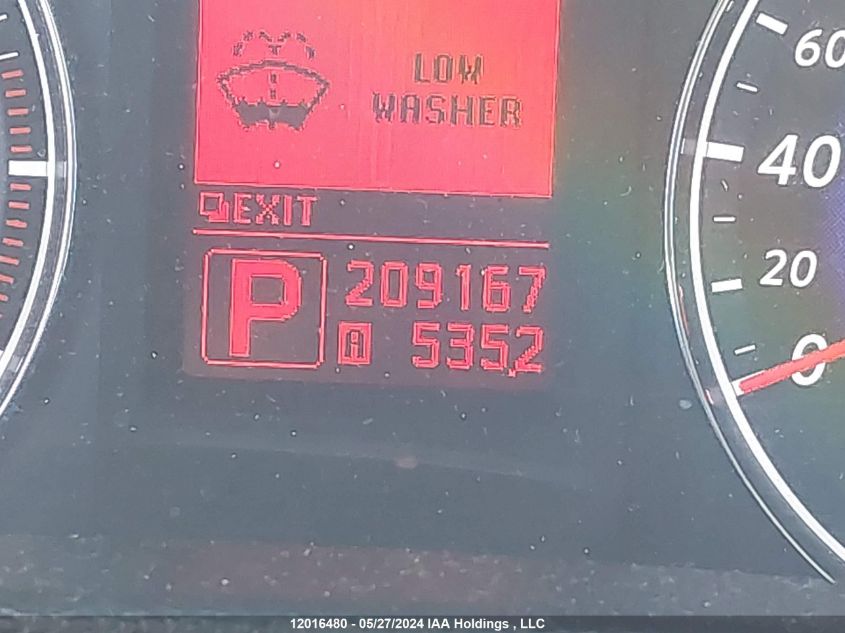 LOW
WASHER
EXIT
P
209167
A 535.2
60
40
20
0
12016480 - 05/27/2024 IAA Holdings , LLC